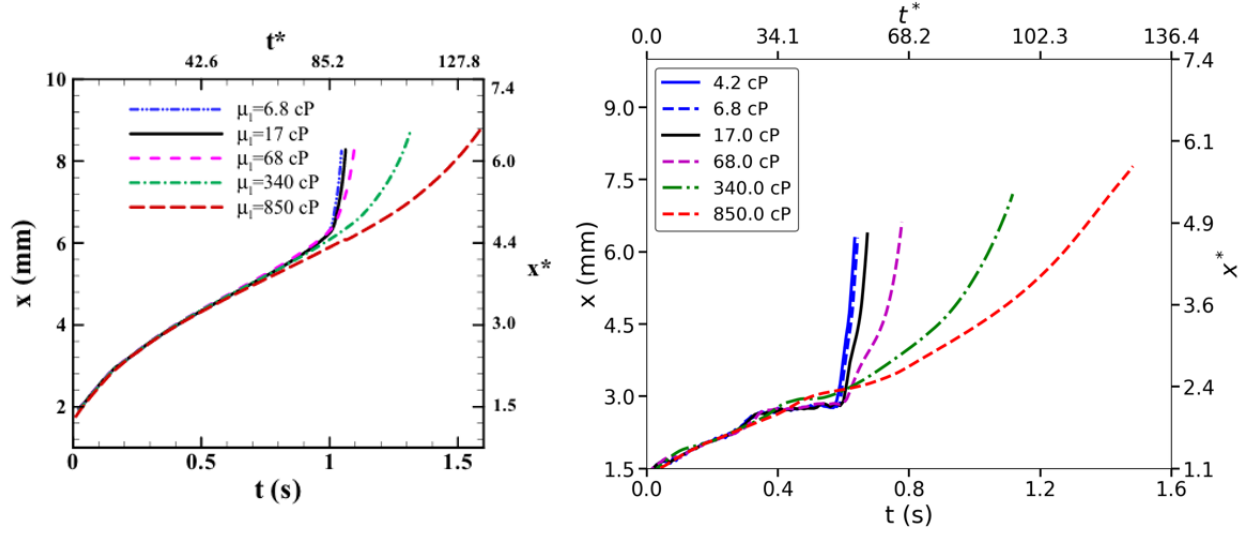 t*
42.6 85.2 127.8
10
8
6
4
2
x (mm)
μ₁=6.8 cP
μ₁=17 cP
μ₁=68 cP
μ₁=340 cP
μ₁=850 cP
7.4
6.0
4.4
3.0
1.5
x*
0 0.5 1 1.5
t (s)
t*
0.0 34.1 68.2 102.3 136.4
4.2 cP
6.8 cP
17.0 cP
68.0 cP
340.0 cP
850.0 cP
9.0
7.5
6.0
4.5
3.0
1.5
x (mm)
7.4
6.1
4.9
3.6
2.4
1.1
x*
0.0 0.4 0.8 1.2 1.6
t (s)